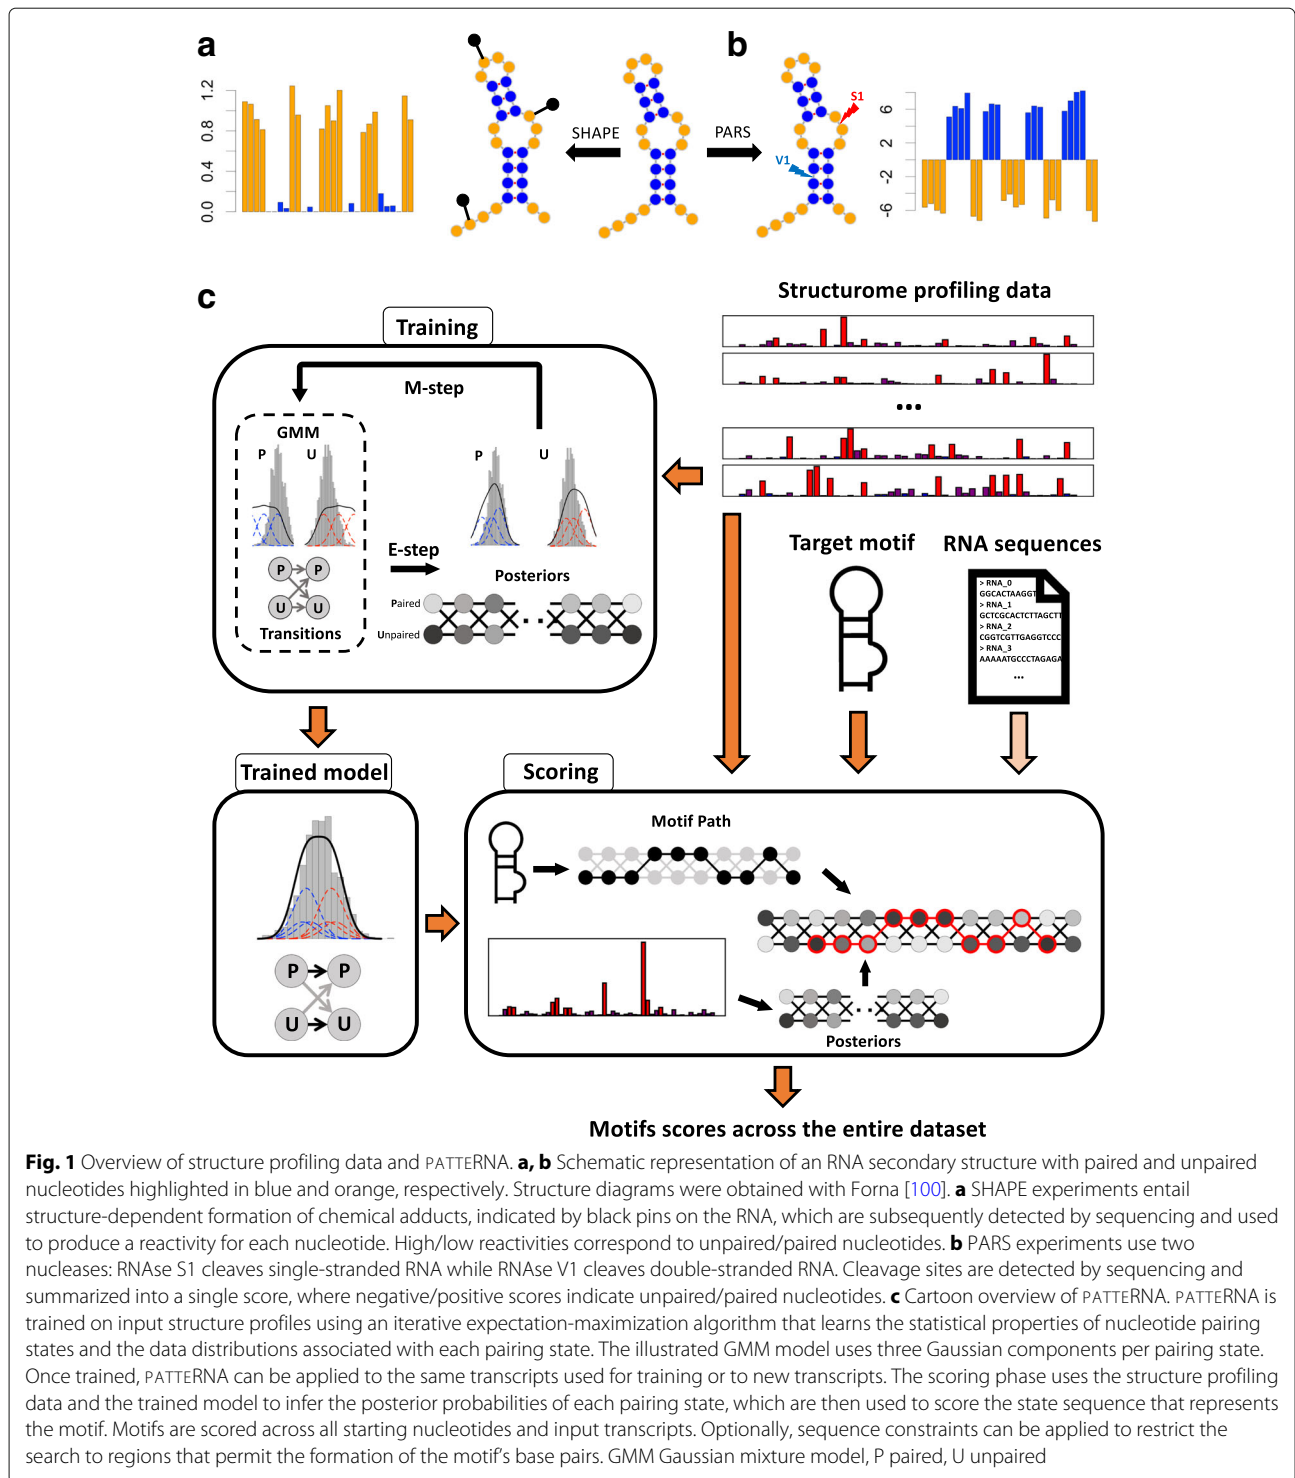 a
b
1.2
0.8
0.4
0.0
SHAPE
PARS
S1
V1
6
2
-2
-6
c
Structurome profiling data
Training
M-step
GMM
P
U
P
U
...
E-step
Posteriors
P
P
U
U
Paired
Unpaired
Transitions
Target motif
RNA sequences
> RNA_0
GGCACTAAGGT
> RNA_1
GCTCGCACTCTTAGCTT
> RNA_2
CGGTCGTTGAGGTCCC
> RNA_3
AAAAATGCCCTAGAGA
...
Trained model
Scoring
Motif Path
P
P
U
U
Posteriors
Motifs scores across the entire dataset
Fig. 1 Overview of structure profiling data and PATTERNA. a, b Schematic representation of an RNA secondary structure with paired and unpaired
nucleotides highlighted in blue and orange, respectively. Structure diagrams were obtained with Forna [100]. a SHAPE experiments entail
structure-dependent formation of chemical adducts, indicated by black pins on the RNA, which are subsequently detected by sequencing and used
to produce a reactivity for each nucleotide. High/low reactivities correspond to unpaired/paired nucleotides. b PARS experiments use two
nucleases: RNAse S1 cleaves single-stranded RNA while RNAse V1 cleaves double-stranded RNA. Cleavage sites are detected by sequencing and
summarized into a single score, where negative/positive scores indicate unpaired/paired nucleotides. c Cartoon overview of PATTERNA. PATTERNA is
trained on input structure profiles using an iterative expectation-maximization algorithm that learns the statistical properties of nucleotide pairing
states and the data distributions associated with each pairing state. The illustrated GMM model uses three Gaussian components per pairing state.
Once trained, PATTERNA can be applied to the same transcripts used for training or to new transcripts. The scoring phase uses the structure profiling
data and the trained model to infer the posterior probabilities of each pairing state, which are then used to score the state sequence that represents
the motif. Motifs are scored across all starting nucleotides and input transcripts. Optionally, sequence constraints can be applied to restrict the
search to regions that permit the formation of the motif's base pairs. GMM Gaussian mixture model, P paired, U unpaired